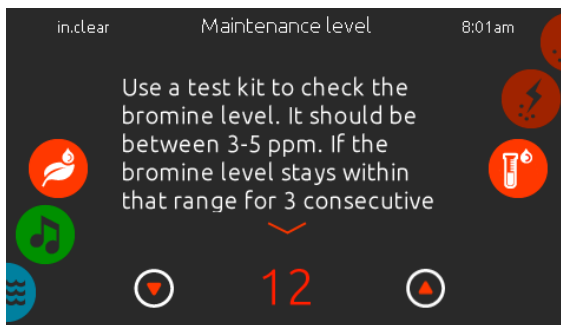 in.clear Maintenance level 8:01am
Use a test kit to check the
bromine level. It should be
between 3-5 ppm. If the
bromine level stays within
that range for 3 consecutive
12